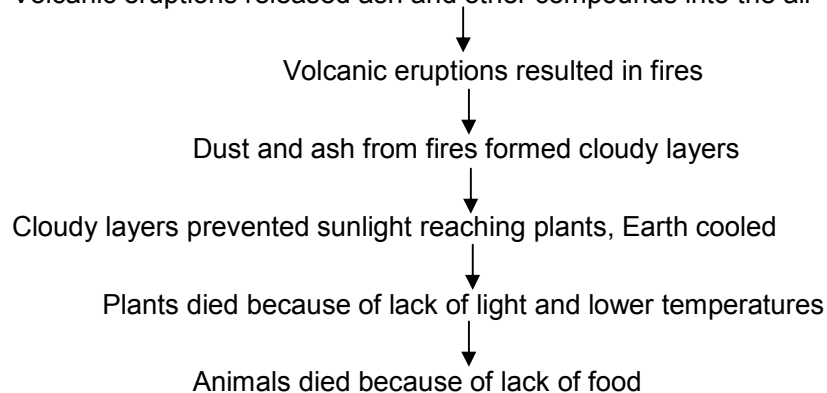 Volcanic eruptions released ash and other compounds into the air
Volcanic eruptions resulted in fires
Dust and ash from fires formed cloudy layers
Cloudy layers prevented sunlight reaching plants, Earth cooled
Plants died because of lack of light and lower temperatures
Animals died because of lack of food